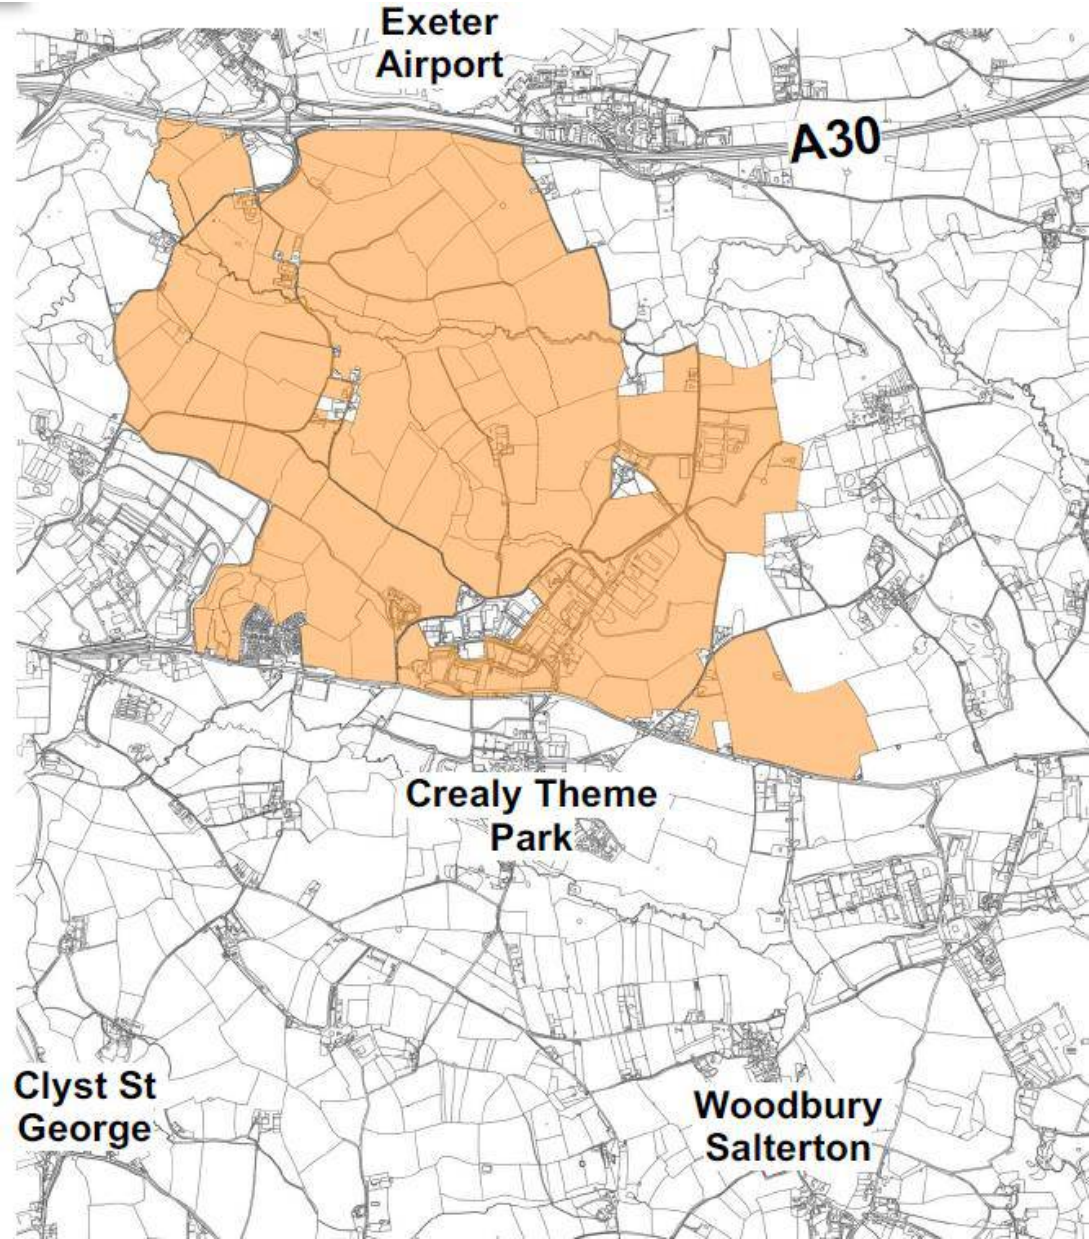 Exeter
Airport
A30
Crealy Theme
Park
Clyst St
George
Woodbury
Salterton